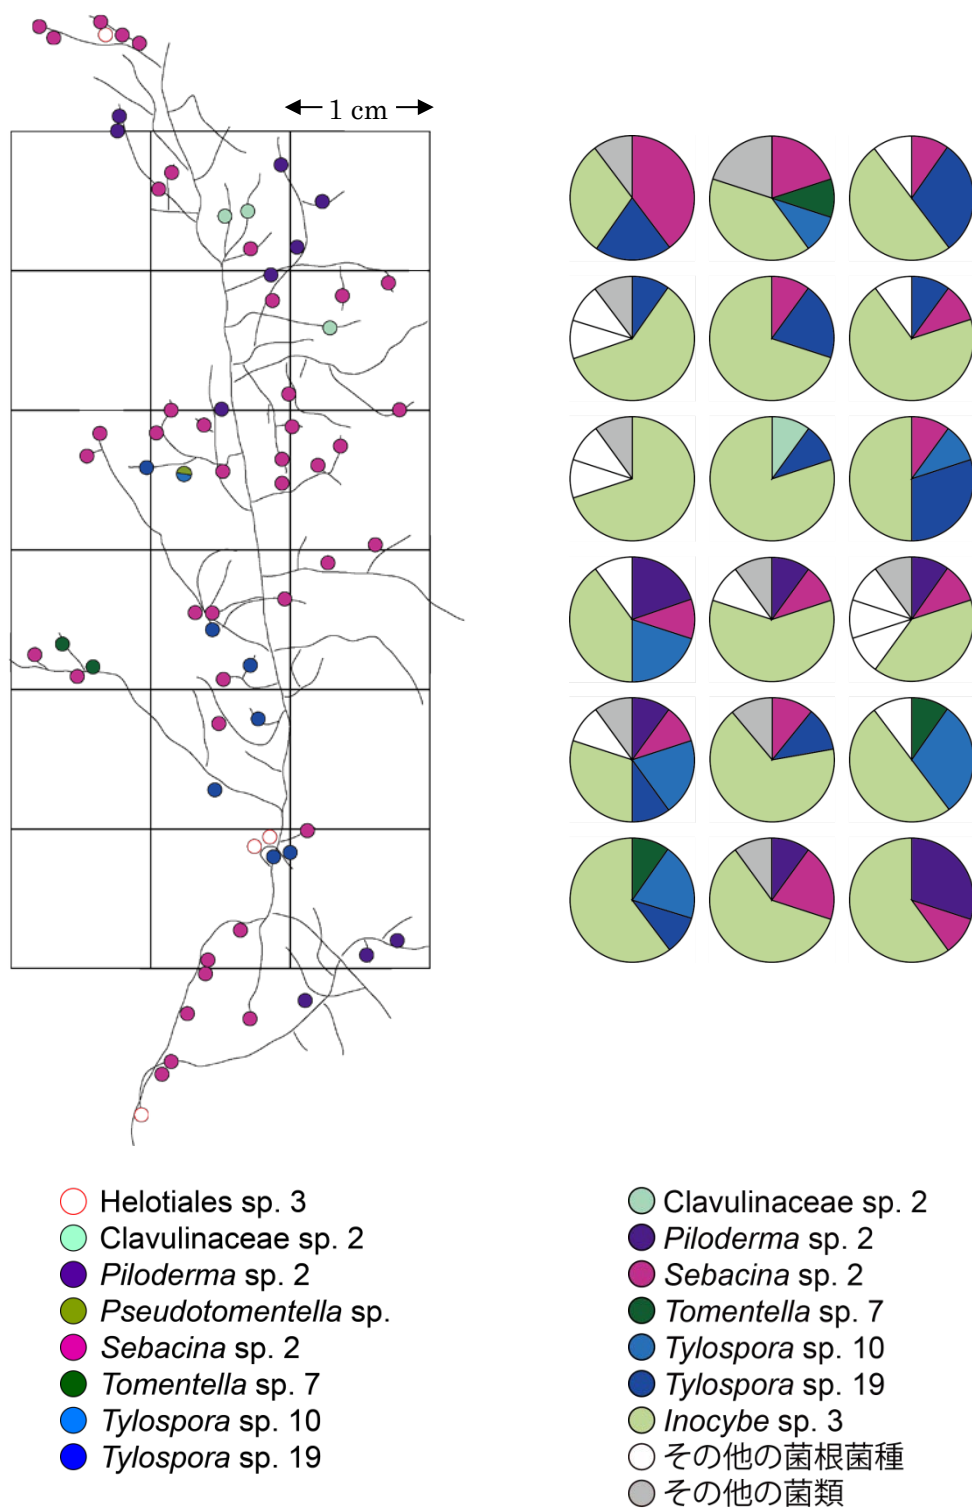 1 cm
Helotiales sp. 3
Clavulinaceae sp. 2
Piloderma sp. 2
Pseudotomentella sp.
Sebacina sp. 2
Tomentella sp. 7
Tylospora sp. 10
Tylospora sp. 19
Clavulinaceae sp. 2
Piloderma sp. 2
Sebacina sp. 2
Tomentella sp. 7
Tylospora sp. 10
Tylospora sp. 19
Inocybe sp. 3
その他の菌根菌種
その他の菌類